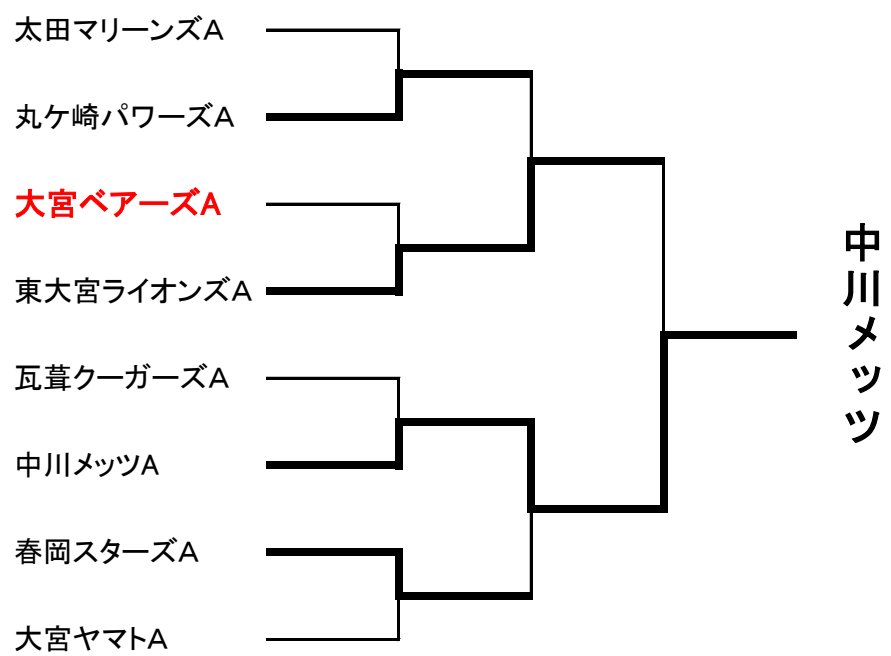 太田マリーンズA
丸ケ崎パワーズA
大宮ベアーズA
東大宮ライオンズA
瓦葺クーガーズA
中川メッツA
春岡スターズA
大宮ヤマトA
中川メッツ